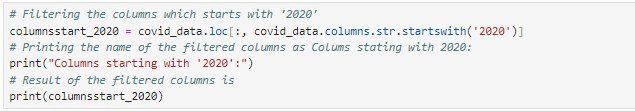 # Filtering the columns which starts with '2020'
columnsstart_2020 = covid_data.loc[:, covid_data.columns.str.startswith('2020')]
# Printing the name of the filtered columns as Colums stating with 2020:
print("Columns starting with '2020':")
# Result of the filtered columns is
print(columnsstart_2020)